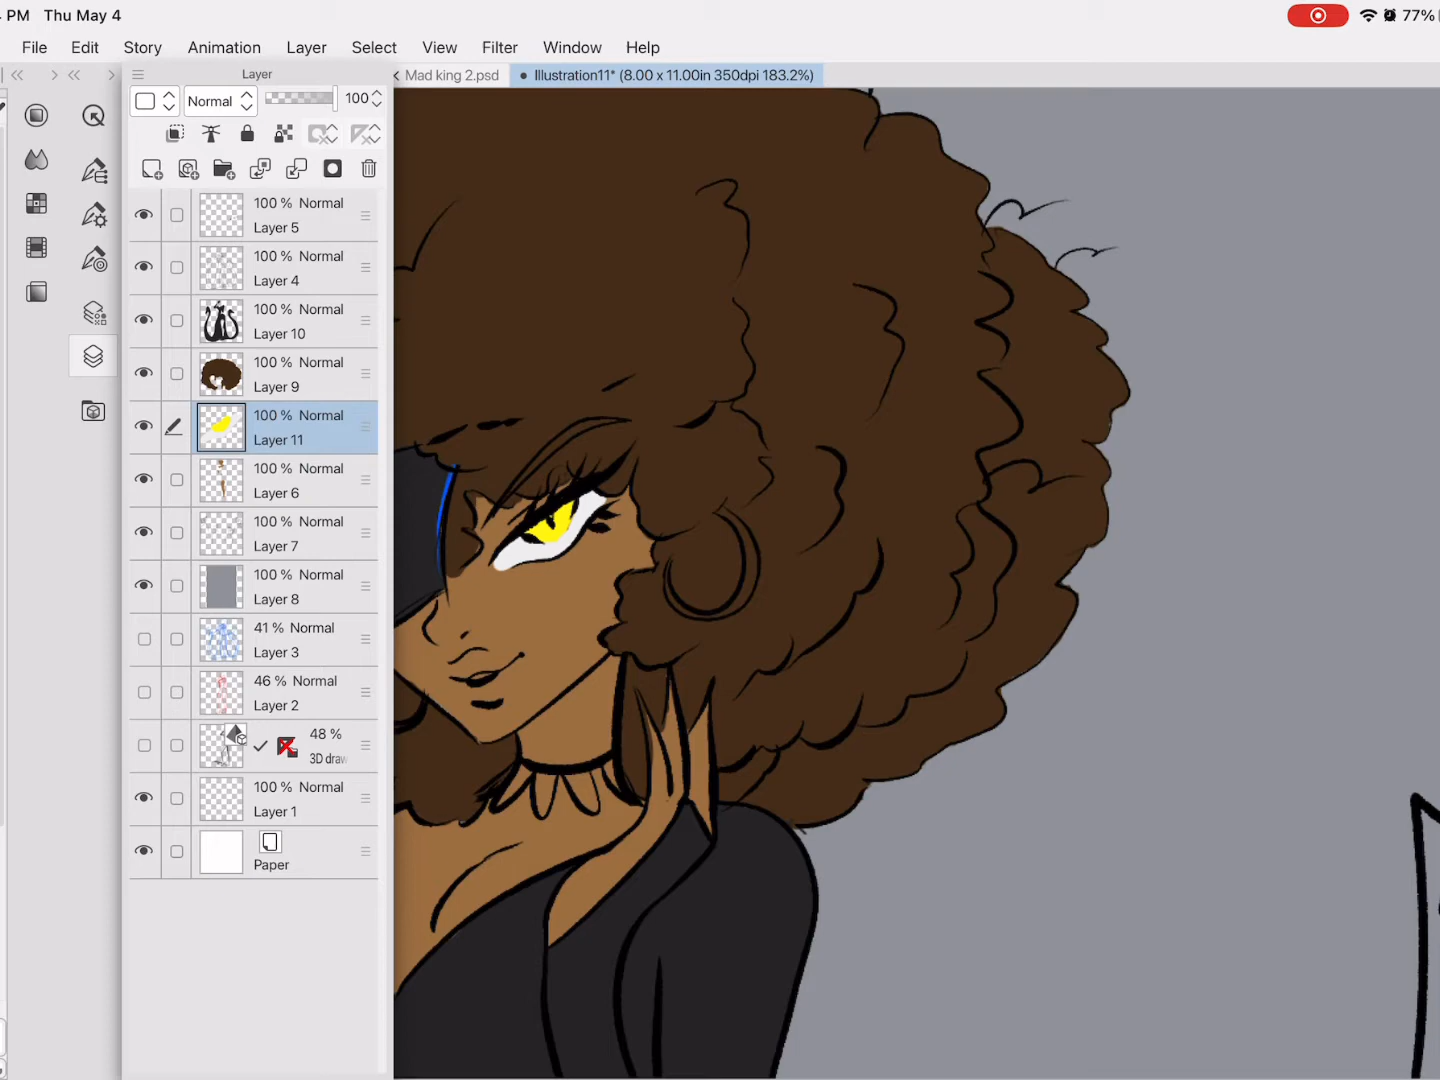 PM Thu May 4 77%
File Edit Story Animation Layer Select View Filter Window Help
Layer
Mad king 2.psd
Illustration11* (8.00 x 11.00in 350dpi 183.2%)
Normal 100
100 % Normal
Layer 5
100 % Normal
Layer 4
100 % Normal
Layer 10
100 % Normal
Layer 9
100 % Normal
Layer 11
100 % Normal
Layer 6
100 % Normal
Layer 7
100 % Normal
Layer 8
41 % Normal
Layer 3
46 % Normal
Layer 2
48 %
3D draw
100 % Normal
Layer 1
Paper